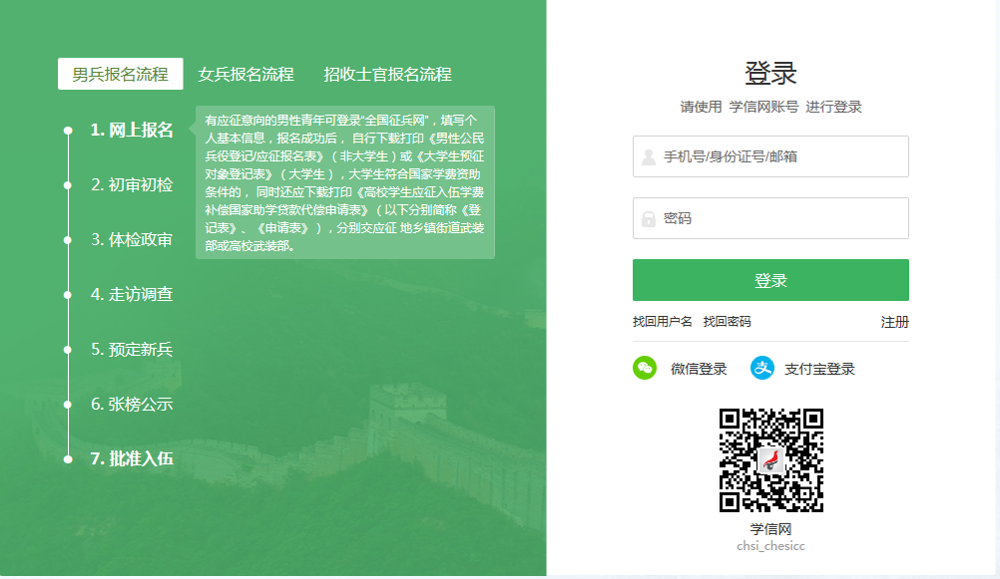 男兵报名流程 女兵报名流程 招收士官报名流程
1. 网上报名
有应征意向的男性青年可登录“全国征兵网”，填写个
人基本信息，报名成功后， 自行下载打印《男性公民
兵役登记/应征报名表》（非大学生）或《大学生预征
对象登记表》（大学生），大学生符合国家学费资助
条件的， 同时还应下载打印《高校学生应征入伍学费
补偿国家助学贷款代偿申请表》（以下分别简称《登
记表》、《申请表》），分别交应征 地乡镇街道武装
部或高校武装部。
2. 初审初检
3. 体检政审
4. 走访调查
5. 预定新兵
6. 张榜公示
7. 批准入伍
登录
请使用 学信网账号 进行登录
手机号/身份证号/邮箱
密码
登录
找回用户名 找回密码 注册
微信登录 支付宝登录
学信网
chsi_chesicc